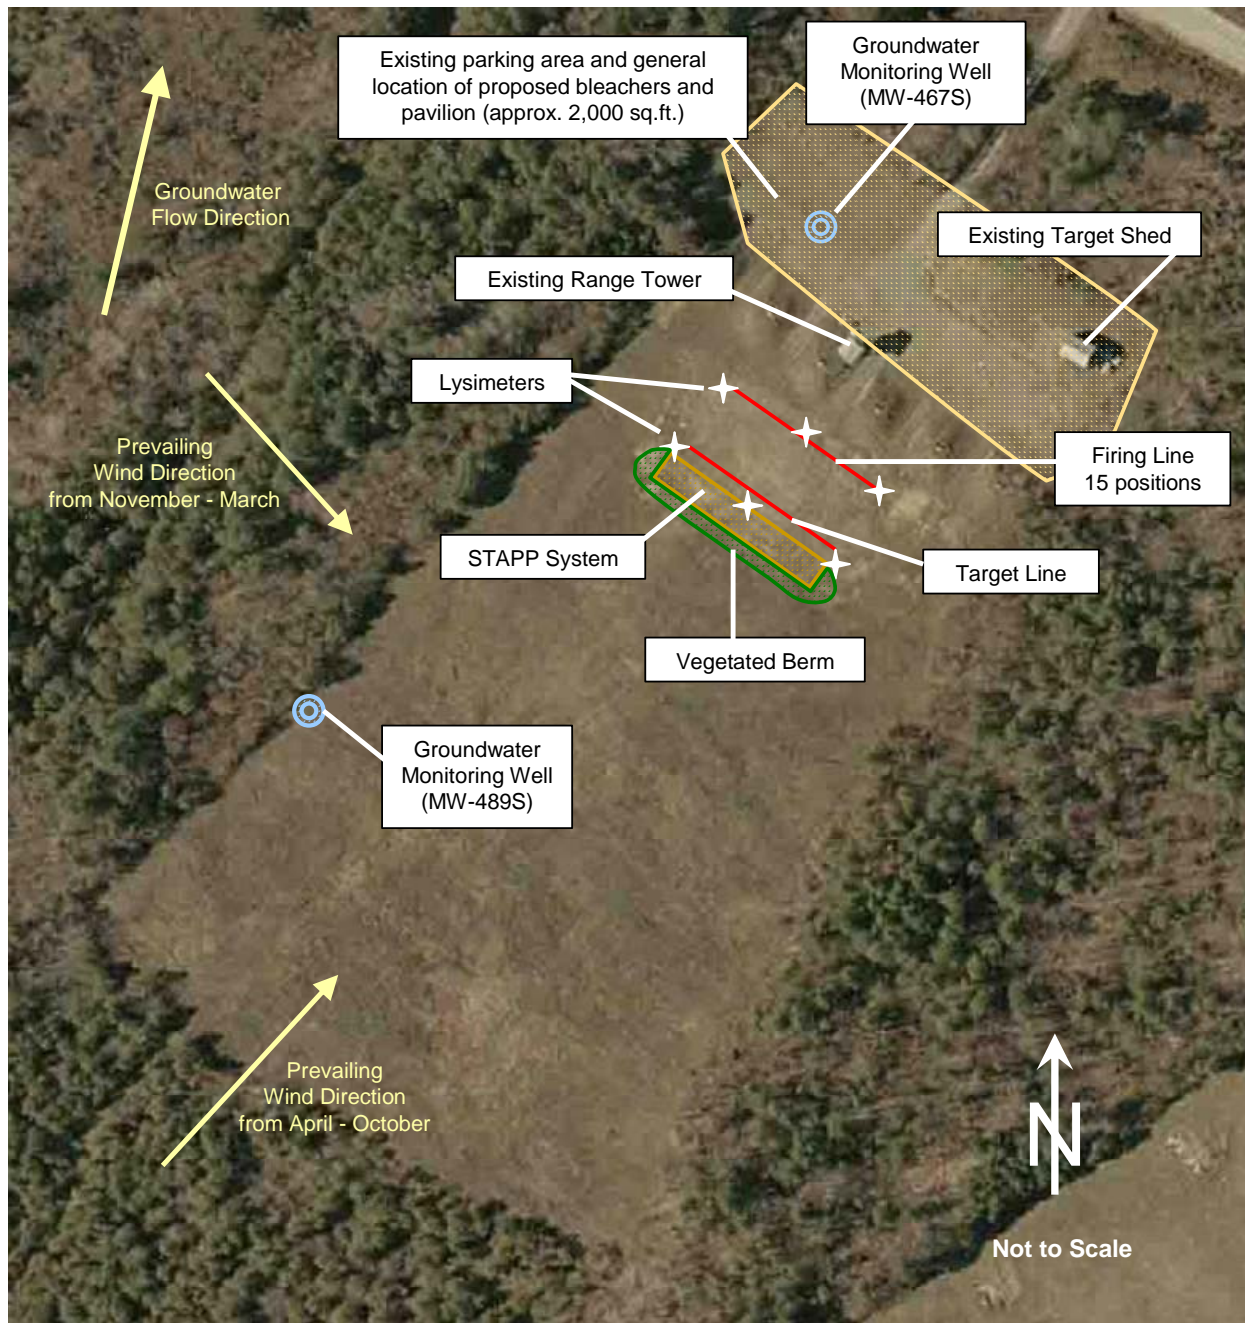 Existing parking area and general
location of proposed bleachers and
pavilion (approx. 2,000 sq.ft.)
Groundwater
Monitoring Well
(MW-467S)
Groundwater
Flow Direction
Existing Target Shed
Existing Range Tower
Lysimeters
Prevailing
Wind Direction
from November - March
Firing Line
15 positions
STAPP System
Target Line
Vegetated Berm
Groundwater
Monitoring Well
(MW-489S)
Prevailing
Wind Direction
from April - October
N
Not to Scale